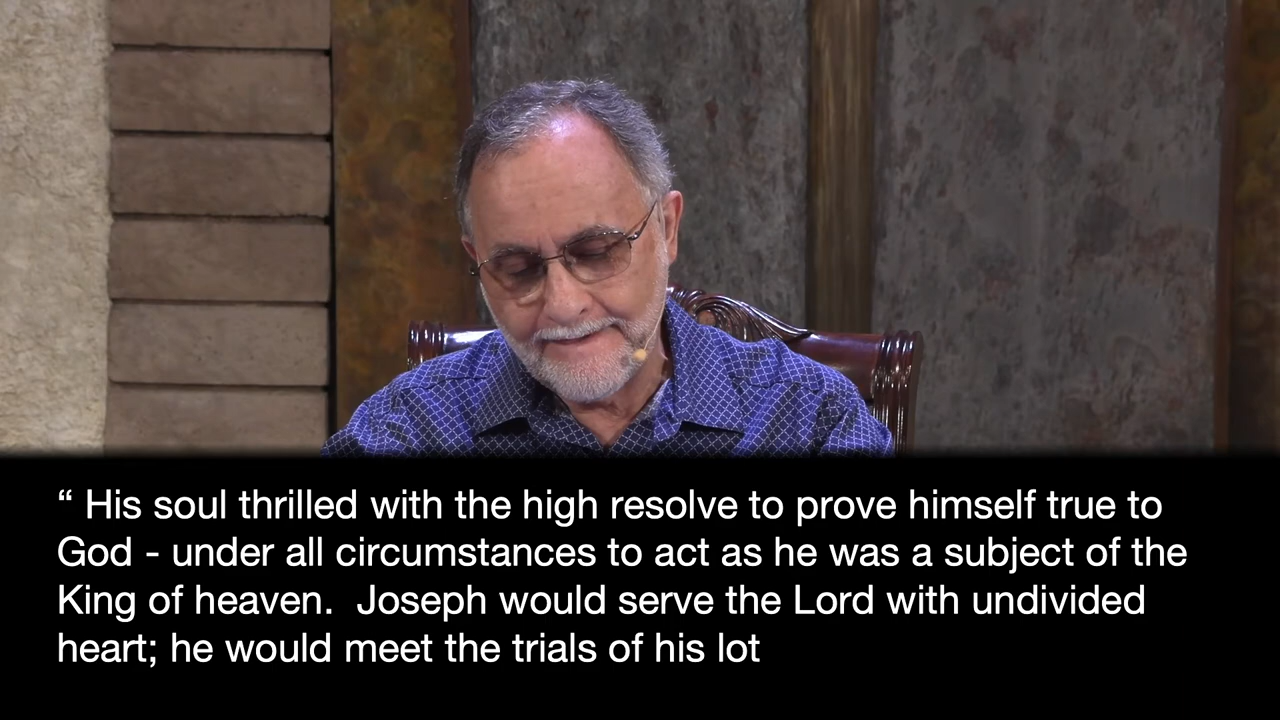 “ His soul thrilled with the high resolve to prove himself true to
God - under all circumstances to act as he was a subject of the
King of heaven.  Joseph would serve the Lord with undivided
heart; he would meet the trials of his lot